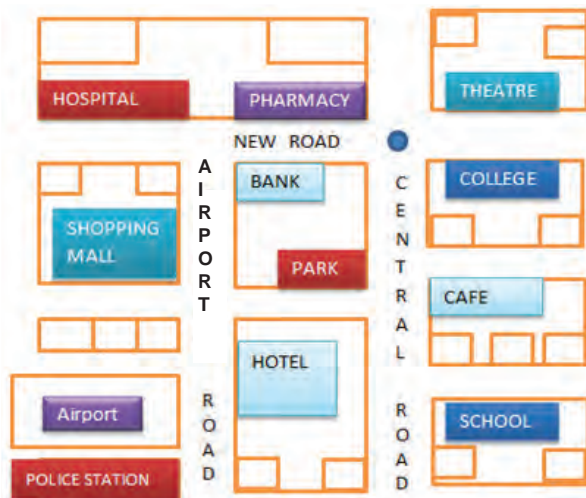 HOSPITAL
PHARMACY
THEATRE
NEW ROAD
BANK
COLLEGE
AIRPORT
CENTRAL
SHOPPING
MALL
PARK
CAFE
HOTEL
Airport
ROAD
ROAD
SCHOOL
POLICE STATION